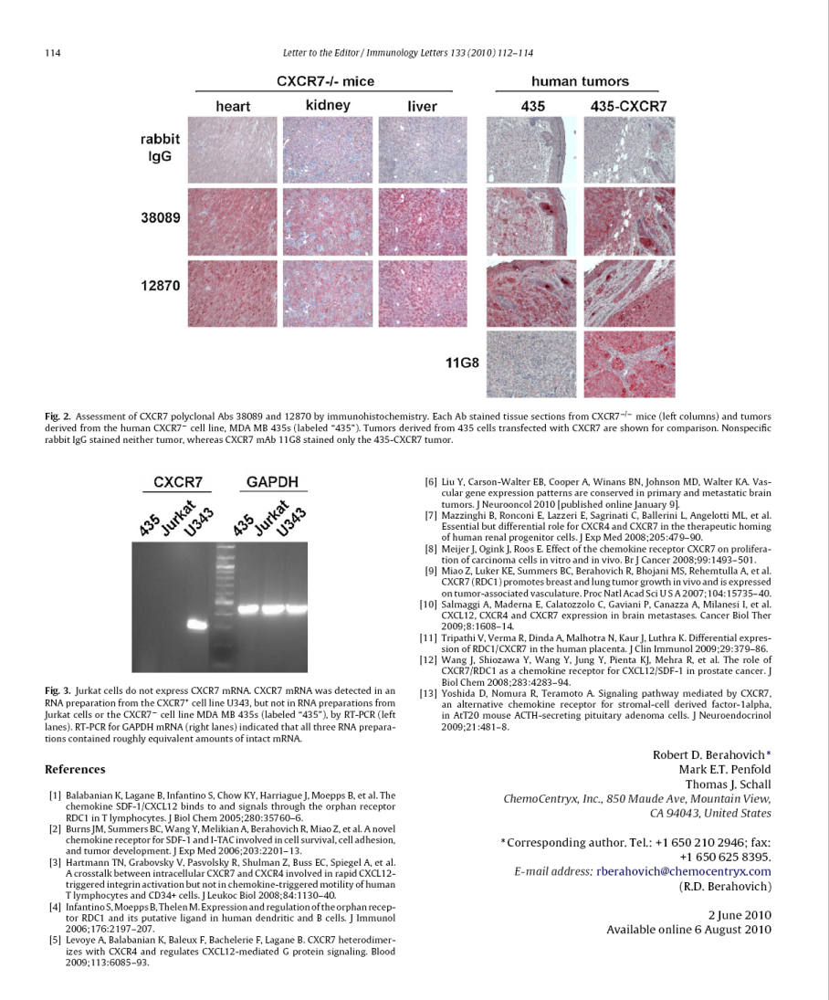 114
Letter to the Editor / Immunology Letters 133 (2010) 112–114
CXCR7-/- mice
human tumors
heart
kidney
liver
435
435-CXCR7
rabbit
IgG
38089
12870
11G8
Fig. 2. Assessment of CXCR7 polyclonal Abs 38089 and 12870 by immunohistochemistry. Each Ab stained tissue sections from CXCR7−/− mice (left columns) and tumors
derived from the human CXCR7− cell line, MDA MB 435s (labeled “435”). Tumors derived from 435 cells transfected with CXCR7 are shown for comparison. Nonspecific
rabbit IgG stained neither tumor, whereas CXCR7 mAb 11G8 stained only the 435-CXCR7 tumor.
CXCR7
GAPDH
435
Jurkat
U343
435
Jurkat
U343
Fig. 3. Jurkat cells do not express CXCR7 mRNA. CXCR7 mRNA was detected in an
RNA preparation from the CXCR7+ cell line U343, but not in RNA preparations from
Jurkat cells or the CXCR7− cell line MDA MB 435s (labeled “435”), by RT-PCR (left
lanes). RT-PCR for GAPDH mRNA (right lanes) indicated that all three RNA prepara-
tions contained roughly equivalent amounts of intact mRNA.
References
[1] Balabanian K, Lagane B, Infantino S, Chow KY, Harriague J, Moepps B, et al. The
chemokine SDF-1/CXCL12 binds to and signals through the orphan receptor
RDC1 in T lymphocytes. J Biol Chem 2005;280:35760–6.
[2] Burns JM, Summers BC, Wang Y, Melikian A, Berahovich R, Miao Z, et al. A novel
chemokine receptor for SDF-1 and I-TAC involved in cell survival, cell adhesion,
and tumor development. J Exp Med 2006;203:2201–13.
[3] Hartmann TN, Grabovsky V, Pasvolsky R, Shulman Z, Buss EC, Spiegel A, et al.
A crosstalk between intracellular CXCR7 and CXCR4 involved in rapid CXCL12-
triggered integrin activation but not in chemokine-triggered motility of human
T lymphocytes and CD34+ cells. J Leukoc Biol 2008;84:1130–40.
[4] Infantino S, Moepps B, Thelen M. Expression and regulation of the orphan recep-
tor RDC1 and its putative ligand in human dendritic and B cells. J Immunol
2006;176:2197–207.
[5] Levoye A, Balabanian K, Baleux F, Bachelerie F, Lagane B. CXCR7 heterodimer-
izes with CXCR4 and regulates CXCL12-mediated G protein signaling. Blood
2009;113:6085–93.
[6] Liu Y, Carson-Walter EB, Cooper A, Winans BN, Johnson MD, Walter KA. Vas-
cular gene expression patterns are conserved in primary and metastatic brain
tumors. J Neurooncol 2010 [published online January 9].
[7] Mazzinghi B, Ronconi E, Lazzeri E, Sagrinati C, Ballerini L, Angelotti ML, et al.
Essential but differential role for CXCR4 and CXCR7 in the therapeutic homing
of human renal progenitor cells. J Exp Med 2008;205:479–90.
[8] Meijer J, Ogink J, Roos E. Effect of the chemokine receptor CXCR7 on prolifera-
tion of carcinoma cells in vitro and in vivo. Br J Cancer 2008;99:1493–501.
[9] Miao Z, Luker KE, Summers BC, Berahovich R, Bhojani MS, Rehemtulla A, et al.
CXCR7 (RDC1) promotes breast and lung tumor growth in vivo and is expressed
on tumor-associated vasculature. Proc Natl Acad Sci U S A 2007;104:15735–40.
[10] Salmaggi A, Maderna E, Calatozzolo C, Gaviani P, Canazza A, Milanesi I, et al.
CXCL12, CXCR4 and CXCR7 expression in brain metastases. Cancer Biol Ther
2009;8:1608–14.
[11] Tripathi V, Verma R, Dinda A, Malhotra N, Kaur J, Luthra K. Differential expres-
sion of RDC1/CXCR7 in the human placenta. J Clin Immunol 2009;29:379–86.
[12] Wang J, Shiozawa Y, Wang Y, Jung Y, Pienta KJ, Mehra R, et al. The role of
CXCR7/RDC1 as a chemokine receptor for CXCL12/SDF-1 in prostate cancer. J
Biol Chem 2008;283:4283–94.
[13] Yoshida D, Nomura R, Teramoto A. Signaling pathway mediated by CXCR7,
an alternative chemokine receptor for stromal-cell derived factor-1alpha,
in AtT20 mouse ACTH-secreting pituitary adenoma cells. J Neuroendocrinol
2009;21:481–8.
Robert D. Berahovich*
Mark E.T. Penfold
Thomas J. Schall
ChemoCentryx, Inc., 850 Maude Ave, Mountain View,
CA 94043, United States
*Corresponding author. Tel.: +1 650 210 2946; fax:
+1 650 625 8395.
E-mail address: rberahovich@chemocentryx.com
(R.D. Berahovich)
2 June 2010
Available online 6 August 2010